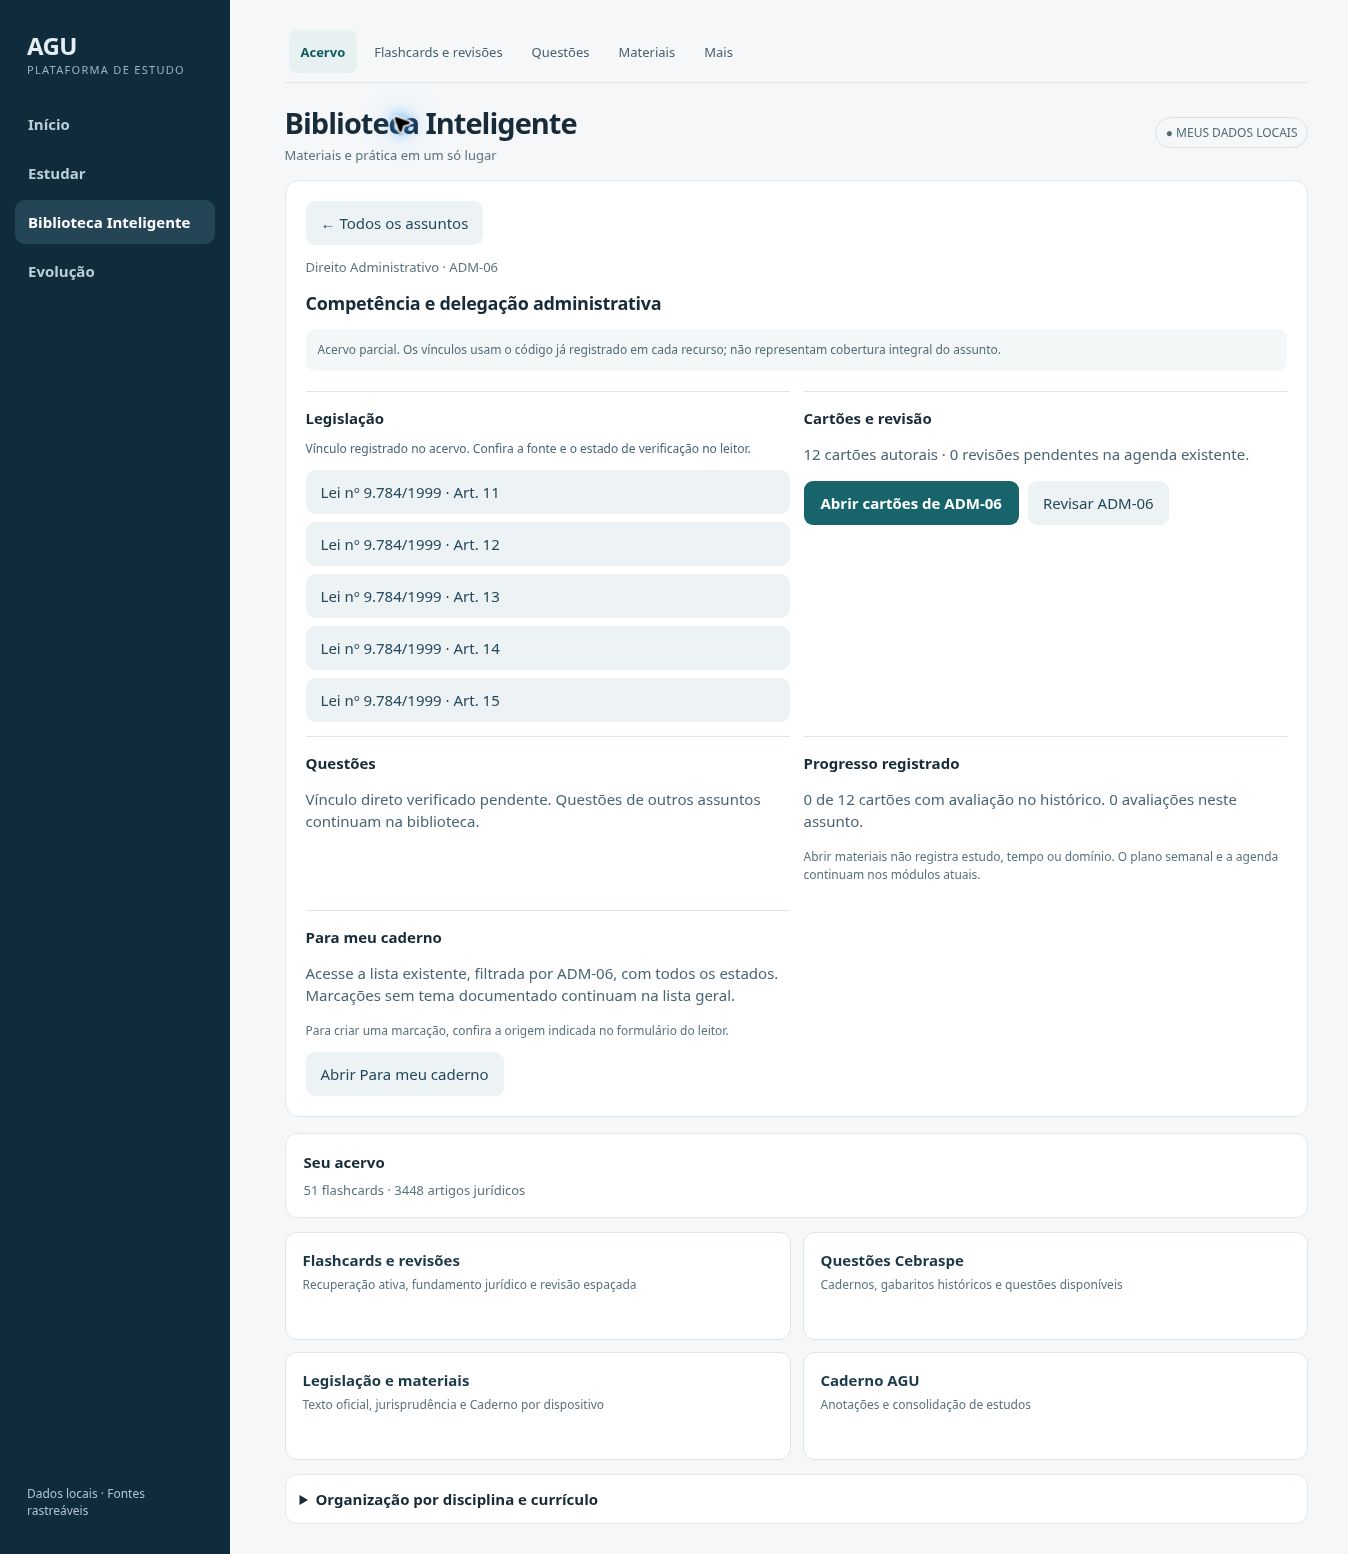 AGU
PLATAFORMA DE ESTUDO
Início
Estudar
Biblioteca Inteligente
Evolução
Dados locais · Fontes
rastreáveis
Acervo
Flashcards e revisões
Questões
Materiais
Mais
Biblioteca Inteligente
Materiais e prática em um só lugar
● MEUS DADOS LOCAIS
← Todos os assuntos
Direito Administrativo · ADM-06
Competência e delegação administrativa
Acervo parcial. Os vínculos usam o código já registrado em cada recurso; não representam cobertura integral do assunto.
Legislação
Vínculo registrado no acervo. Confira a fonte e o estado de verificação no leitor.
Lei nº 9.784/1999 · Art. 11
Lei nº 9.784/1999 · Art. 12
Lei nº 9.784/1999 · Art. 13
Lei nº 9.784/1999 · Art. 14
Lei nº 9.784/1999 · Art. 15
Cartões e revisão
12 cartões autorais · 0 revisões pendentes na agenda existente.
Abrir cartões de ADM-06
Revisar ADM-06
Questões
Vínculo direto verificado pendente. Questões de outros assuntos
continuam na biblioteca.
Progresso registrado
0 de 12 cartões com avaliação no histórico. 0 avaliações neste
assunto.
Abrir materiais não registra estudo, tempo ou domínio. O plano semanal e a agenda
continuam nos módulos atuais.
Para meu caderno
Acesse a lista existente, filtrada por ADM-06, com todos os estados.
Marcações sem tema documentado continuam na lista geral.
Para criar uma marcação, confira a origem indicada no formulário do leitor.
Abrir Para meu caderno
Seu acervo
51 flashcards · 3448 artigos jurídicos
Flashcards e revisões
Recuperação ativa, fundamento jurídico e revisão espaçada
Questões Cebraspe
Cadernos, gabaritos históricos e questões disponíveis
Legislação e materiais
Texto oficial, jurisprudência e Caderno por dispositivo
Caderno AGU
Anotações e consolidação de estudos
▶ Organização por disciplina e currículo